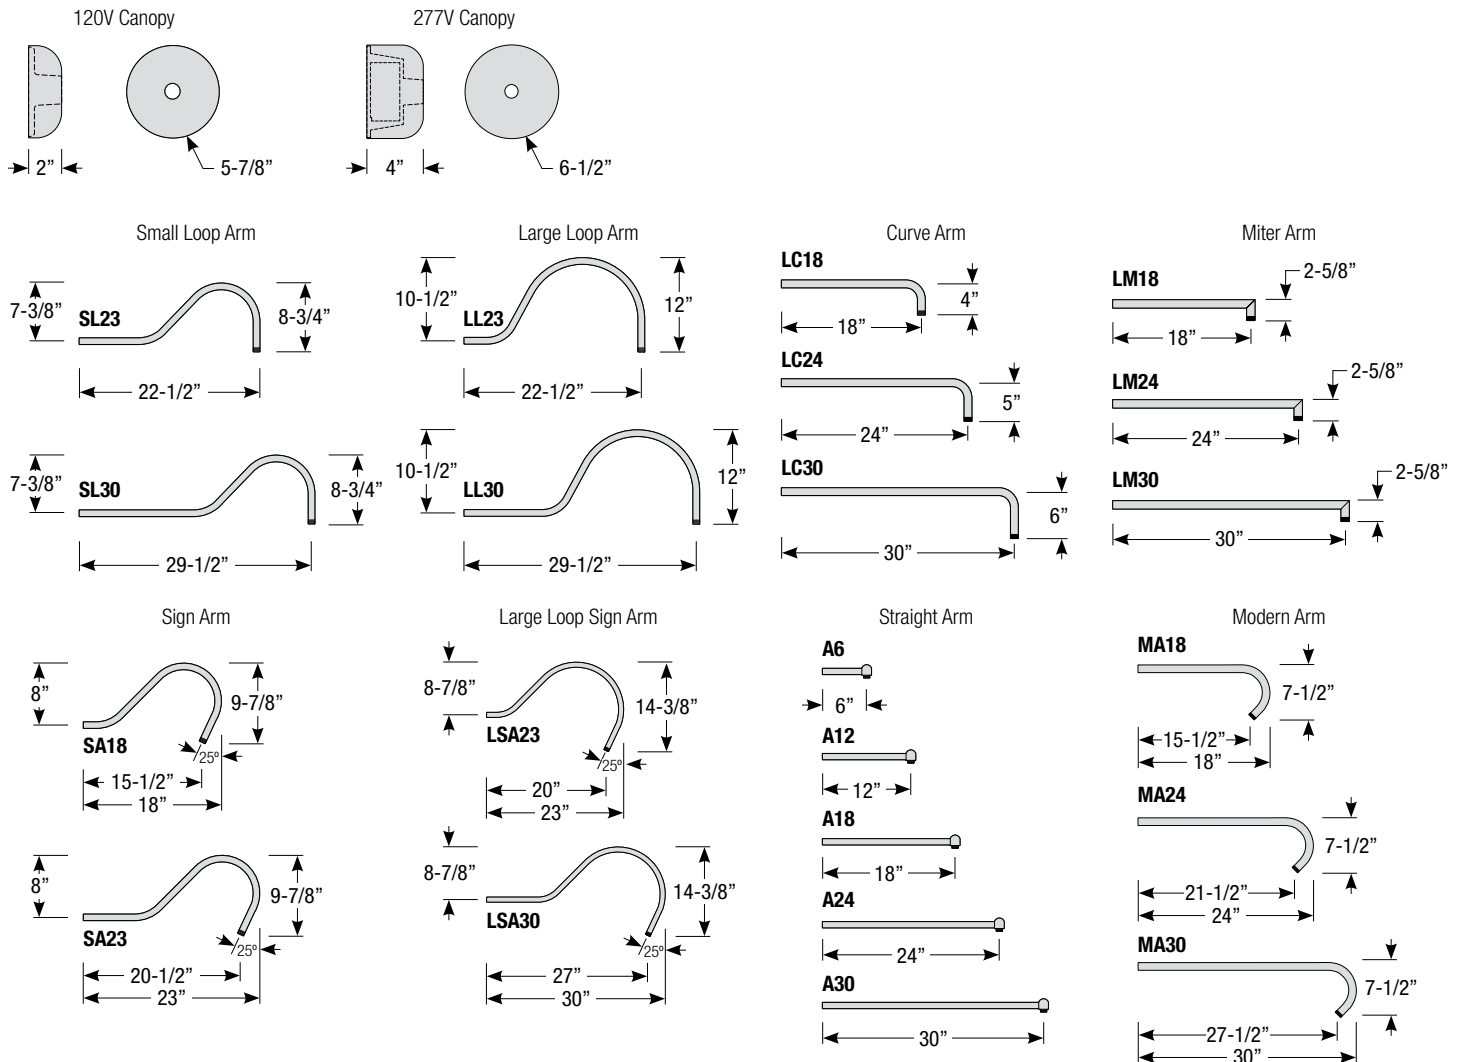 120V Canopy
277V Canopy
2”
5-7/8”
4”
6-1/2”
Small Loop Arm
7-3/8”
SL23
8-3/4”
22-1/2”
7-3/8”
SL30
8-3/4”
29-1/2”
Large Loop Arm
10-1/2”
LL23
12”
22-1/2”
10-1/2”
LL30
12”
29-1/2”
Curve Arm
LC18
4”
18”
LC24
5”
24”
LC30
6”
30”
Miter Arm
LM18
2-5/8”
18”
LM24
2-5/8”
24”
LM30
2-5/8”
30”
Sign Arm
8”
9-7/8”
SA18
25º
15-1/2”
18”
8”
9-7/8”
SA23
25º
20-1/2”
23”
Large Loop Sign Arm
8-7/8”
14-3/8”
LSA23
25º
20”
23”
8-7/8”
14-3/8”
LSA30
25º
27”
30”
Straight Arm
A6
6”
A12
12”
A18
18”
A24
24”
A30
30”
Modern Arm
MA18
7-1/2”
15-1/2”
18”
MA24
7-1/2”
21-1/2”
24”
MA30
7-1/2”
27-1/2”
30”